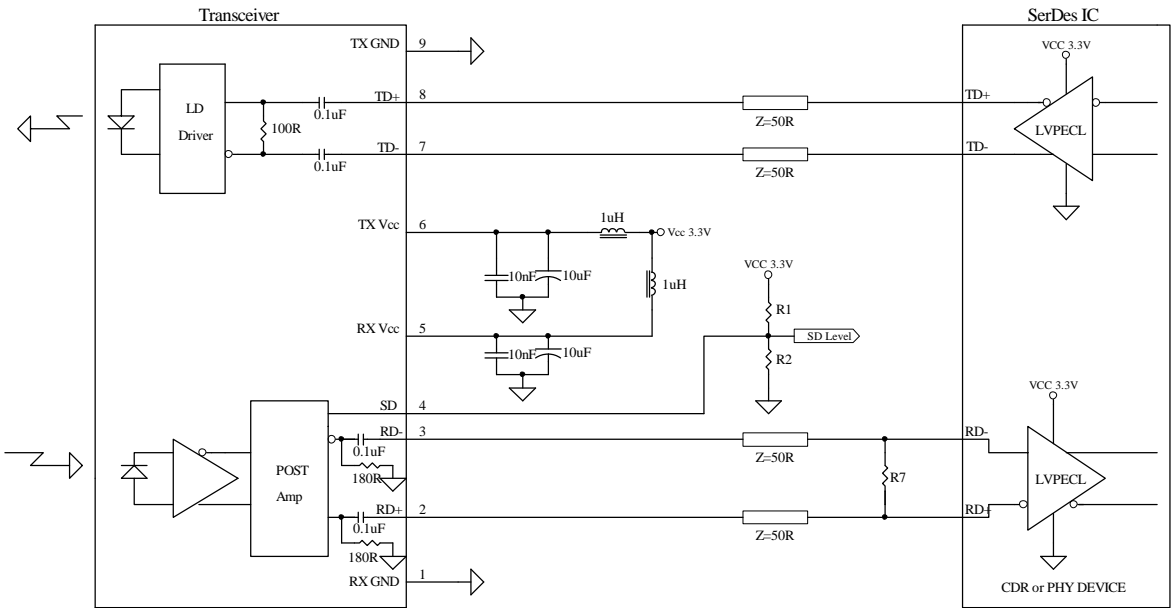 Transceiver
SerDes IC
TX GND 9
VCC 3.3V
LD
Driver
100R
0.1uF
TD+ 8
Z=50R
TD+
LVPECL
0.1uF
TD- 7
Z=50R
TD-
TX Vcc 6
1uH
Vcc 3.3V
10nF
10uF
1uH
VCC 3.3V
R1
SD Level
R2
RX Vcc 5
10nF
10uF
VCC 3.3V
SD 4
POST
Amp
RD- 3
0.1uF
180R
Z=50R
R7
RD-
LVPECL
RD+ 2
0.1uF
180R
Z=50R
RD+
RX GND 1
CDR or PHY DEVICE